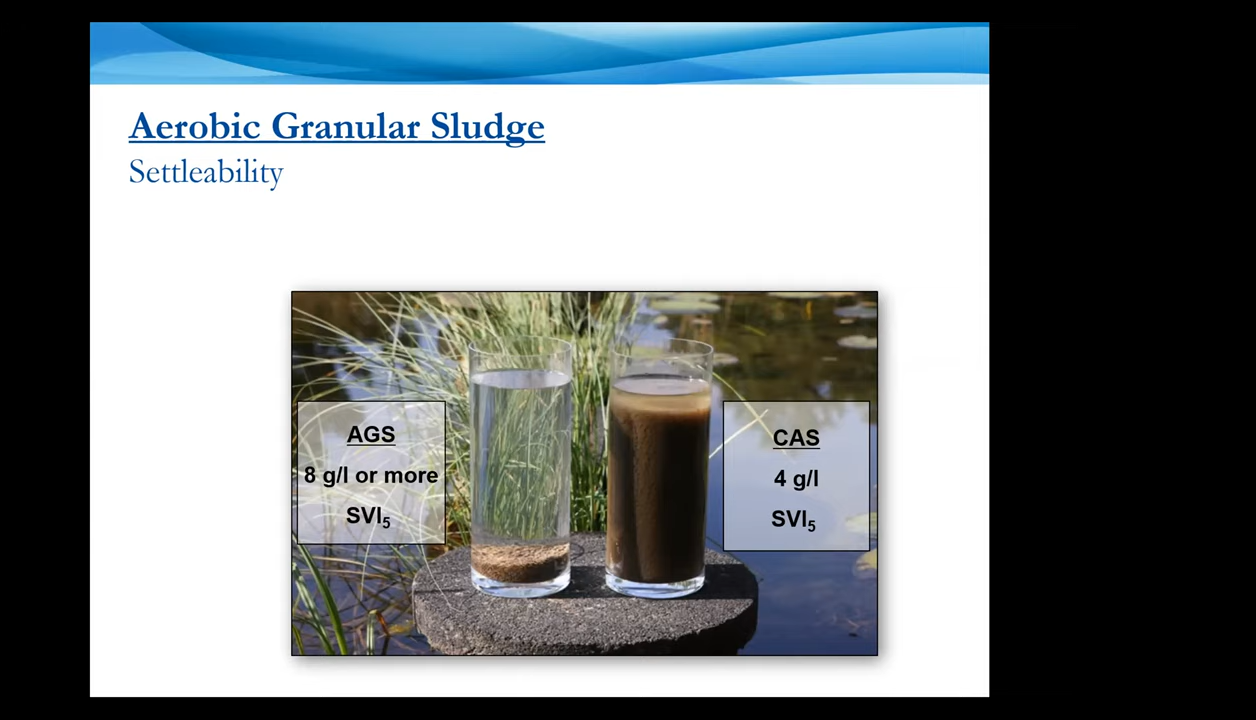 Aerobic Granular Sludge
Settleability
AGS
8 g/l or more
SVI₅
CAS
4 g/l
SVI₅